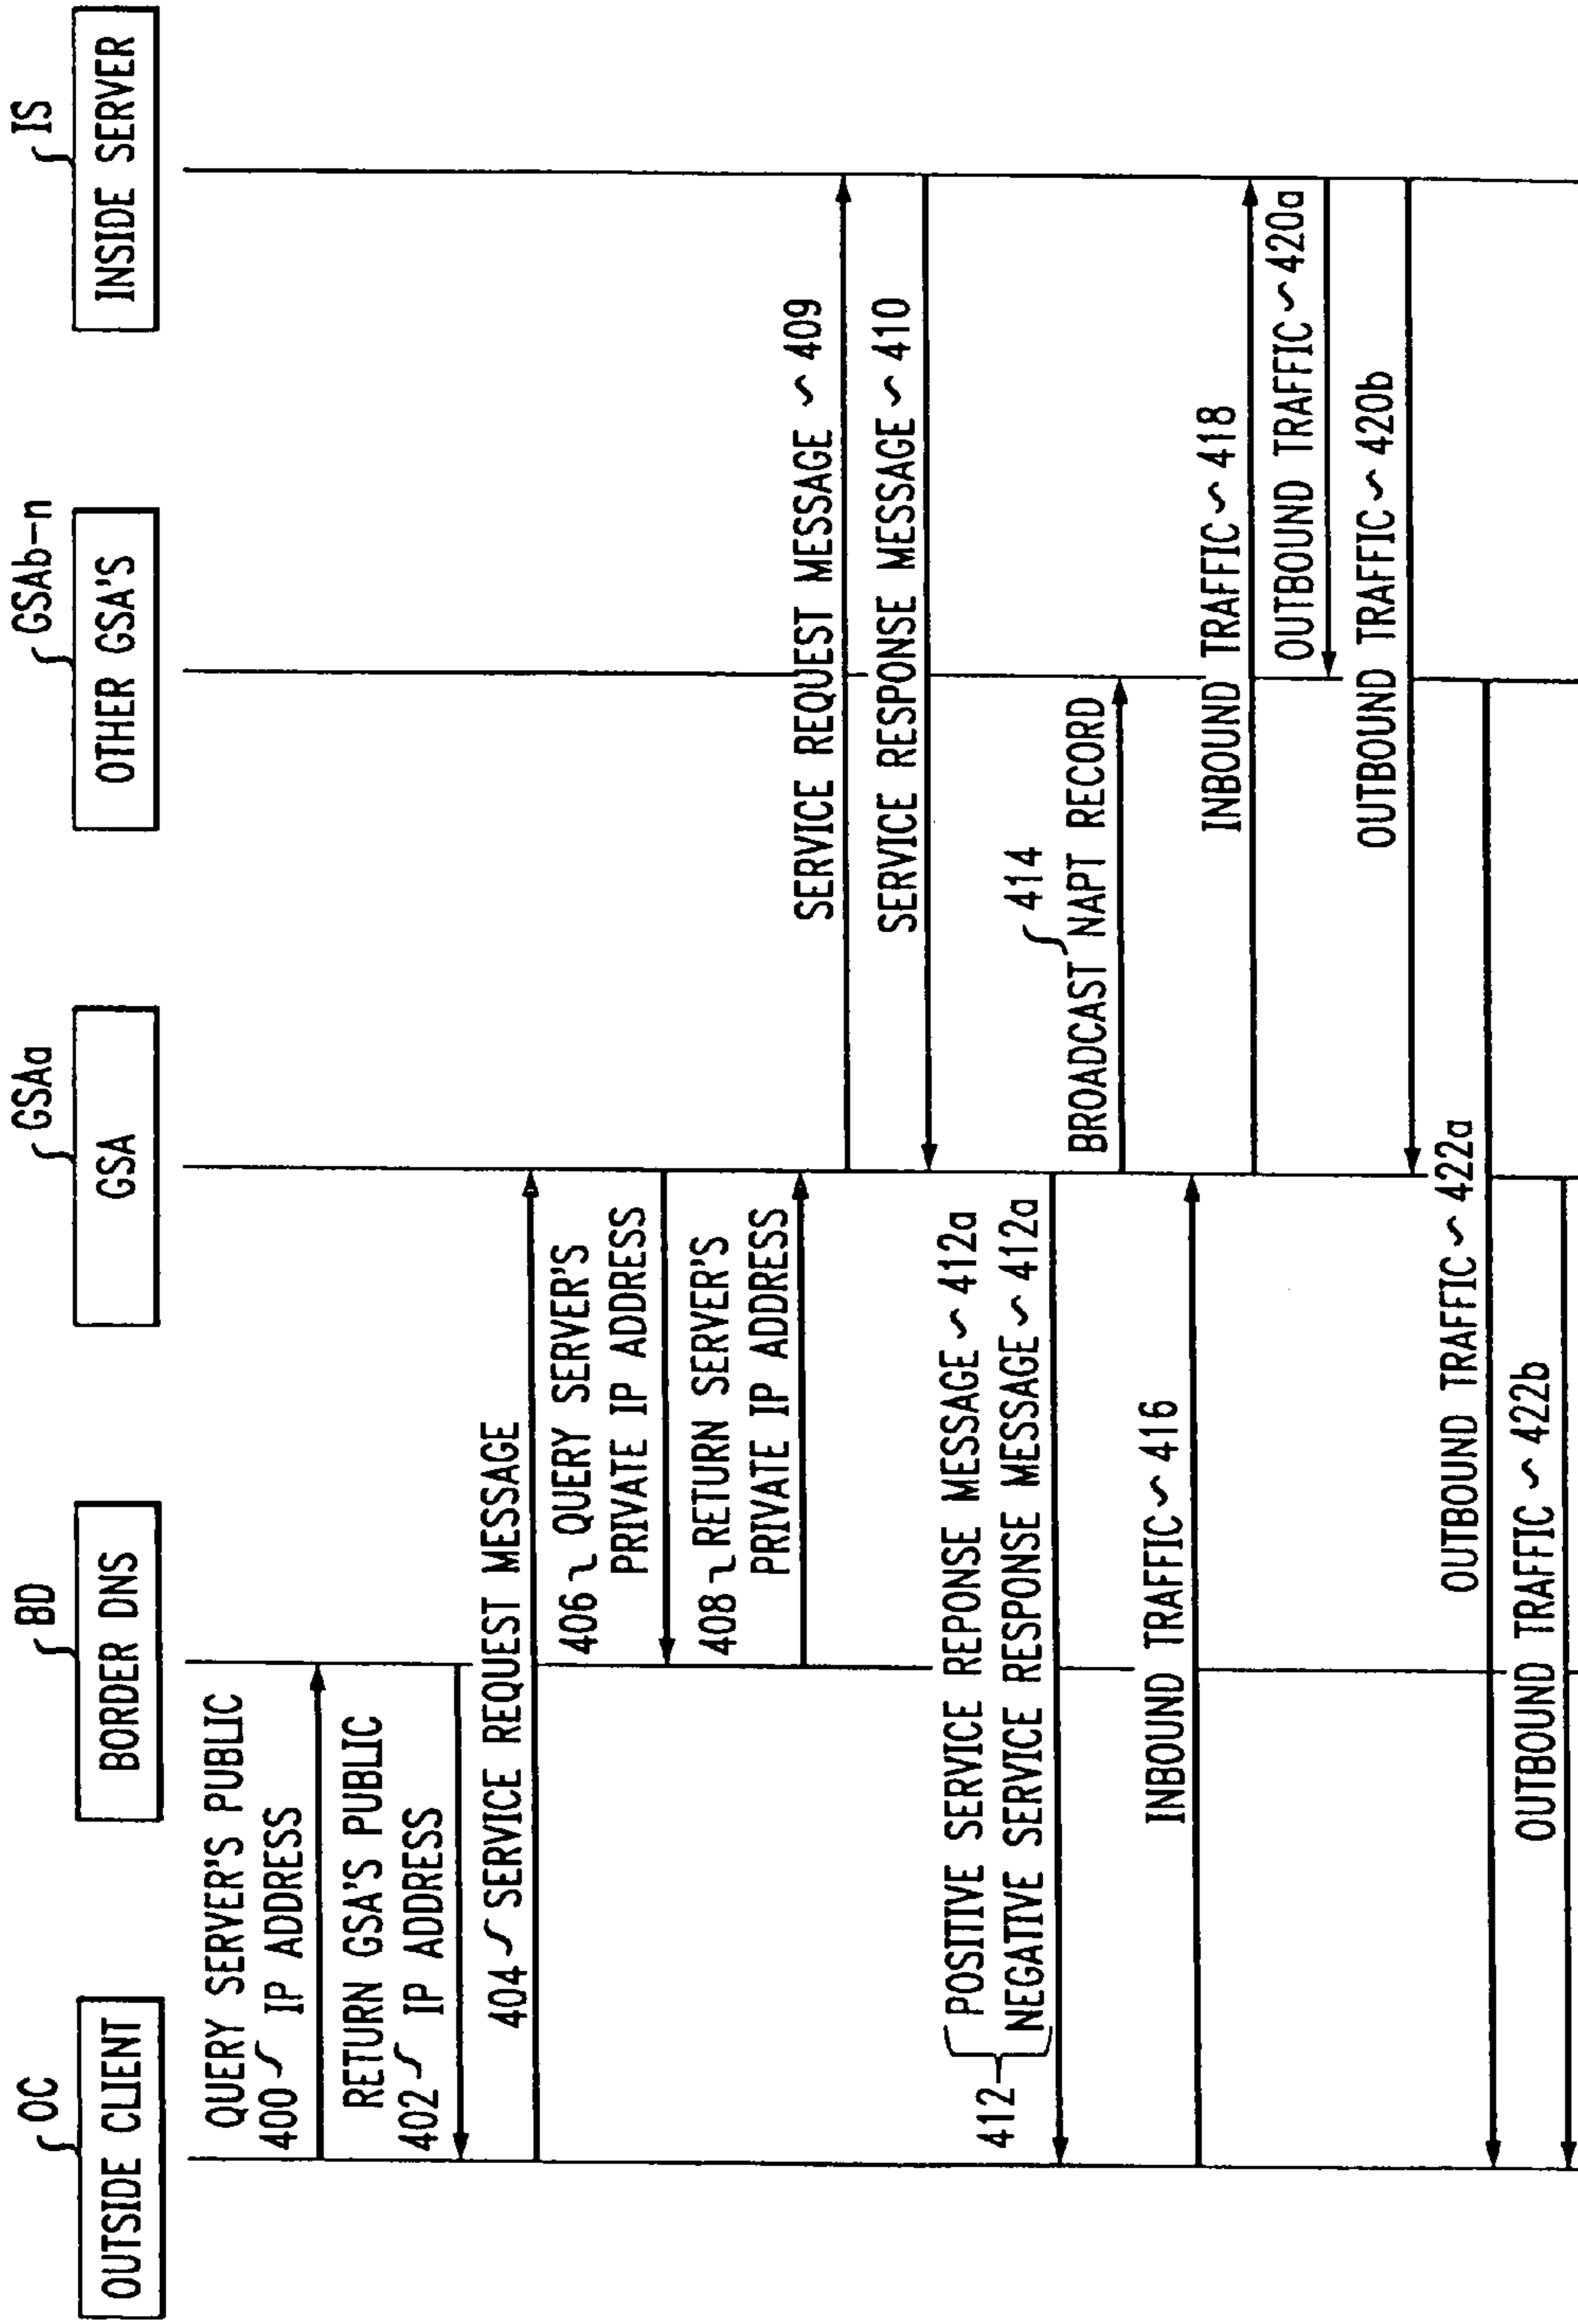 OC
OUTSIDE CLIENT
BD
BORDER DNS
GSAa
GSA
GSAb-n
OTHER GSA'S
IS
INSIDE SERVER
QUERY SERVER'S PUBLIC
400 IP ADDRESS
RETURN GSA'S PUBLIC
402 IP ADDRESS
404 SERVICE REQUEST MESSAGE
406 QUERY SERVER'S
PRIVATE IP ADDRESS
408 RETURN SERVER'S
PRIVATE IP ADDRESS
SERVICE REQUEST MESSAGE ~ 409
SERVICE RESPONSE MESSAGE ~ 410
412
POSITIVE SERVICE REPONSE MESSAGE ~ 412a
NEGATIVE SERVICE RESPONSE MESSAGE ~ 412a
414
BROADCAST NAPT RECORD
INBOUND TRAFFIC ~ 416
INBOUND TRAFFIC ~ 418
OUTBOUND TRAFFIC ~ 420a
OUTBOUND TRAFFIC ~ 420b
OUTBOUND TRAFFIC ~ 422a
OUTBOUND TRAFFIC ~ 422b